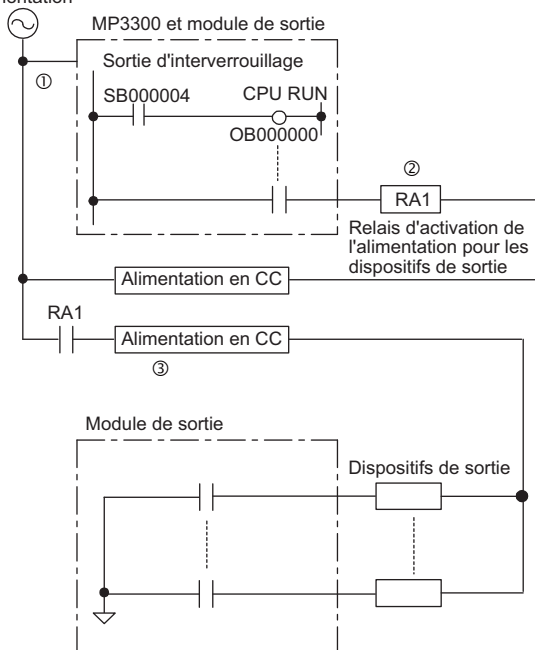 MP3300 et module de sortie
①
Sortie d'interverrouillage
SB000004
CPU RUN
OB000000
②
RA1
Relais d'activation de
l'alimentation pour les
dispositifs de sortie
Alimentation en CC
RA1
Alimentation en CC
③
Module de sortie
Dispositifs de sortie